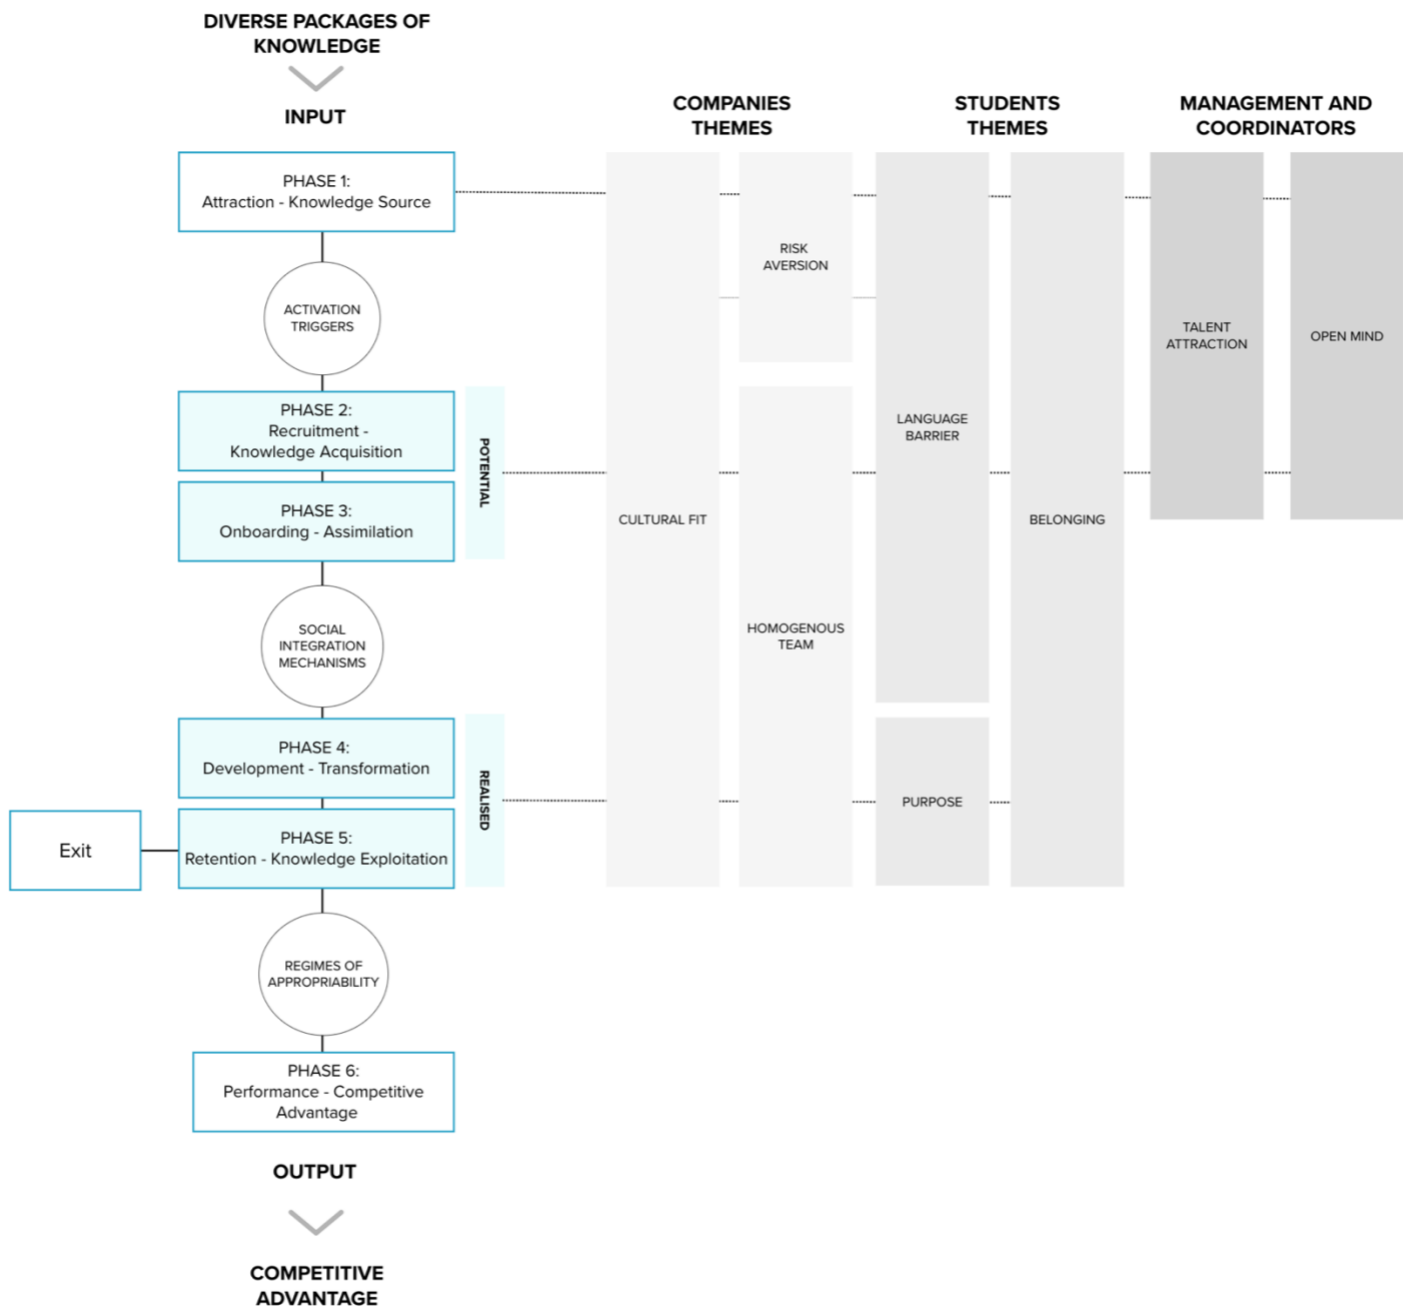 DIVERSE PACKAGES OF
KNOWLEDGE
INPUT
PHASE 1:
Attraction - Knowledge Source
ACTIVATION
TRIGGERS
PHASE 2:
Recruitment -
Knowledge Acquisition
PHASE 3:
Onboarding - Assimilation
POTENTIAL
SOCIAL
INTEGRATION
MECHANISMS
PHASE 4:
Development - Transformation
PHASE 5:
Retention - Knowledge Exploitation
REALISED
Exit
REGIMES OF
APPROPRIABILITY
PHASE 6:
Performance - Competitive
Advantage
OUTPUT
COMPETITIVE
ADVANTAGE
COMPANIES
THEMES
CULTURAL FIT
RISK
AVERSION
HOMOGENOUS
TEAM
STUDENTS
THEMES
LANGUAGE
BARRIER
PURPOSE
BELONGING
MANAGEMENT AND
COORDINATORS
TALENT
ATTRACTION
OPEN MIND